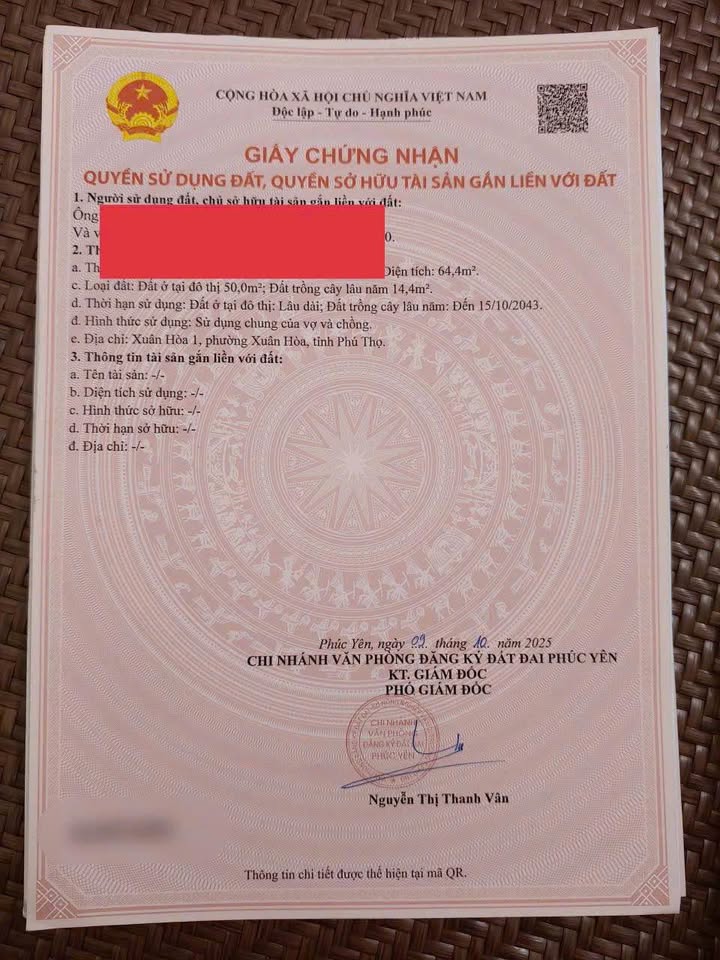 CỘNG HÒA XÃ HỘI CHỦ NGHĨA VIỆT NAM
Độc lập - Tự do - Hạnh phúc
GIẤY CHỨNG NHẬN
QUYỀN SỬ DỤNG ĐẤT, QUYỀN SỞ HỮU TÀI SẢN GẮN LIỀN VỚI ĐẤT
1. Người sử dụng đất, chủ sở hữu tài sản gắn liền với đất:
Ông
Và
0.
2.
a. Diện tích: 64,4m².
c. Loại đất: Đất ở tại đô thị 50,0m²; Đất trồng cây lâu năm 14,4m².
d. Thời hạn sử dụng: Đất ở tại đô thị: Lâu dài; Đất trồng cây lâu năm: Đến 15/10/2043.
đ. Hình thức sử dụng: Sử dụng chung của vợ và chồng.
e. Địa chỉ: Xuân Hòa 1, phường Xuân Hòa, tỉnh Phú Thọ.
3. Thông tin tài sản gắn liền với đất:
a. Tên tài sản: -/-
b. Diện tích sử dụng: -/-
c. Hình thức sở hữu: -/-
d. Thời hạn sở hữu: -/-
đ. Địa chỉ: -/-
Phúc Yên, ngày tháng 10. năm 2025
CHI NHÁNH VĂN PHÒNG ĐĂNG KÝ ĐẤT ĐAI PHÚC YÊN
KT. GIÁM ĐỐC
PHÓ GIÁM ĐỐC
CHI NHÁNH
VĂN PHÒNG
ĐĂNG KÝ ĐẤT
PHÚC YÊN
Nguyễn Thị Thanh Vân
Thông tin chi tiết được thể hiện tại mã QR.